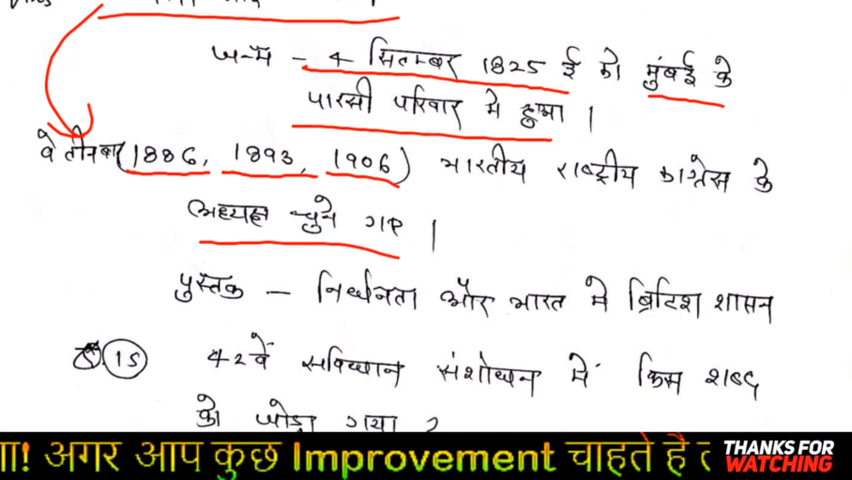 जन्म - 4 सितम्बर 1825 ई को मुंबई के
पारसी परिवार मे हुआ |
वे तीन बार (1886, 1893, 1906) भारतीय राष्ट्रीय कांग्रेस के
अध्यक्ष चुने गए |
पुस्तक - निर्धनता और भारत मे ब्रिटिश शासन
15 42वें सविधान संशोधन में किस शब्द
को जोड़ा गया ?
! अगर आप कुछ Improvement चाहते है
THANKS FOR
WATCHING